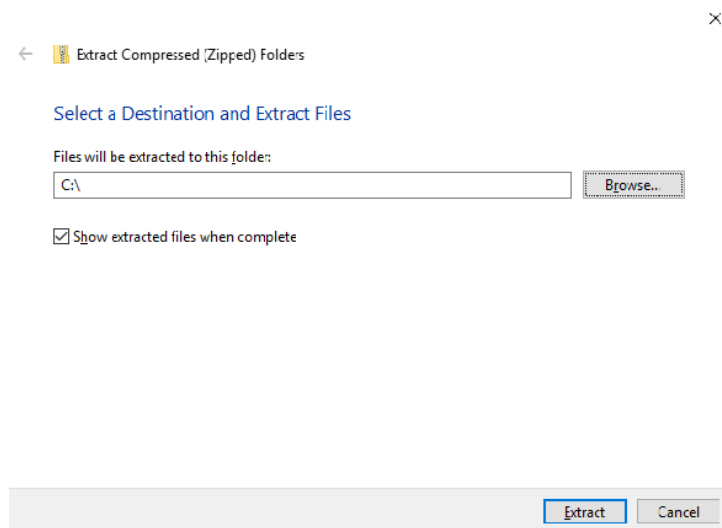 Extract Compressed (Zipped) Folders
Select a Destination and Extract Files
Files will be extracted to this folder:
C:\
Browse...
Show extracted files when complete
Extract
Cancel